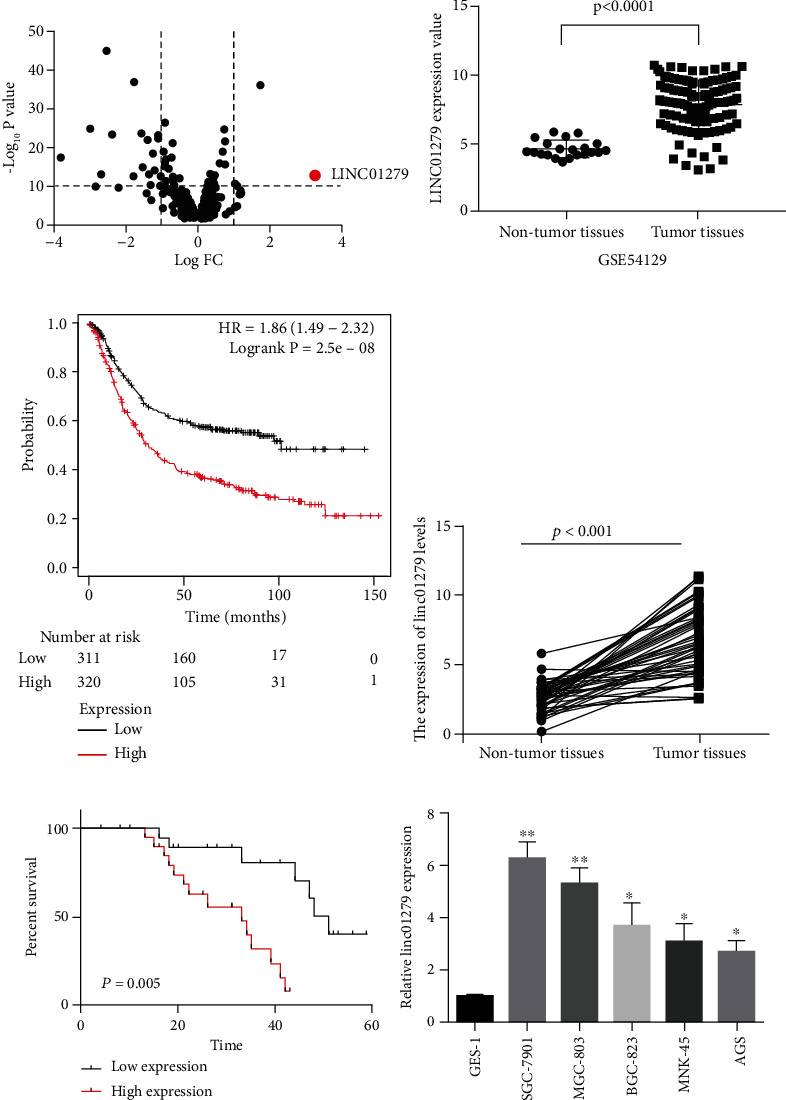 50
40
30
20
10
0
-Log10 P value
−4
−2
0
2
4
Log FC
LINC01279
p<0.0001
15
10
5
0
LINC01279 expression value
Non-tumor tissues
Tumor tissues
GSE54129
HR = 1.86 (1.49 − 2.32)
Logrank P = 2.5e − 08
1.0
0.8
0.6
0.4
0.2
0.0
Probability
0
50
100
150
Time (months)
Number at risk
Low 311 160 17 0
High 320 105 31 1
Expression
Low
High
p < 0.001
15
10
5
0
The expression of linc01279 levels
Non-tumor tissues
Tumor tissues
100
50
0
Percent survival
P = 0.005
0
20
40
60
Time
Low expression
High expression
8
6
4
2
0
Relative linc01279 expression
**
**
*
*
*
GES-1
SGC-7901
MGC-803
BGC-823
MNK-45
AGS